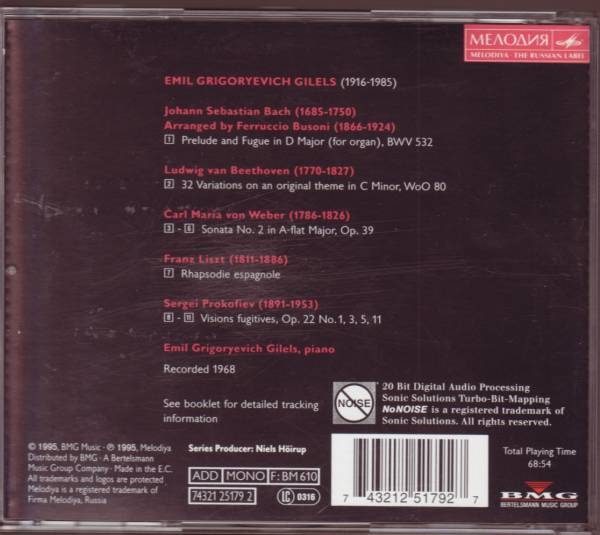 МЕЛОДИЯ
MELODIYA · THE RUSSIAN LABEL
EMIL GRIGORYEVICH GILELS (1916-1985)
Johann Sebastian Bach (1685-1750)
Arranged by Ferruccio Busoni (1866-1924)
1 Prelude and Fugue in D Major (for organ), BWV 532
Ludwig van Beethoven (1770-1827)
2 32 Variations on an original theme in C Minor, WoO 80
Carl Maria von Weber (1786-1826)
3 - 6 Sonata No. 2 in A-flat Major, Op. 39
Franz Liszt (1811-1886)
7 Rhapsodie espagnole
Sergei Prokofiev (1891-1953)
8 - 11 Visions fugitives, Op. 22 No. 1, 3, 5, 11
Emil Grigoryevich Gilels, piano
Recorded 1968
See booklet for detailed tracking
information
NOISE
20 Bit Digital Audio Processing
Sonic Solutions Turbo-Bit-Mapping
NoNOISE is a registered trademark of
Sonic Solutions. All rights reserved.
© 1995, BMG Music · ℗ 1995, Melodiya
Distributed by BMG · A Bertelsmann
Music Group Company · Made in the E.C.
All trademarks and logos are protected
Melodiya is a registered trademark of
Firma Melodiya, Russia
Series Producer: Niels Höirup
ADD MONO F: BM 610
74321 25179 2
LC 0316
7 43212 51792 7
Total Playing Time
68:54
BMG
BERTELSMANN MUSIC GROUP